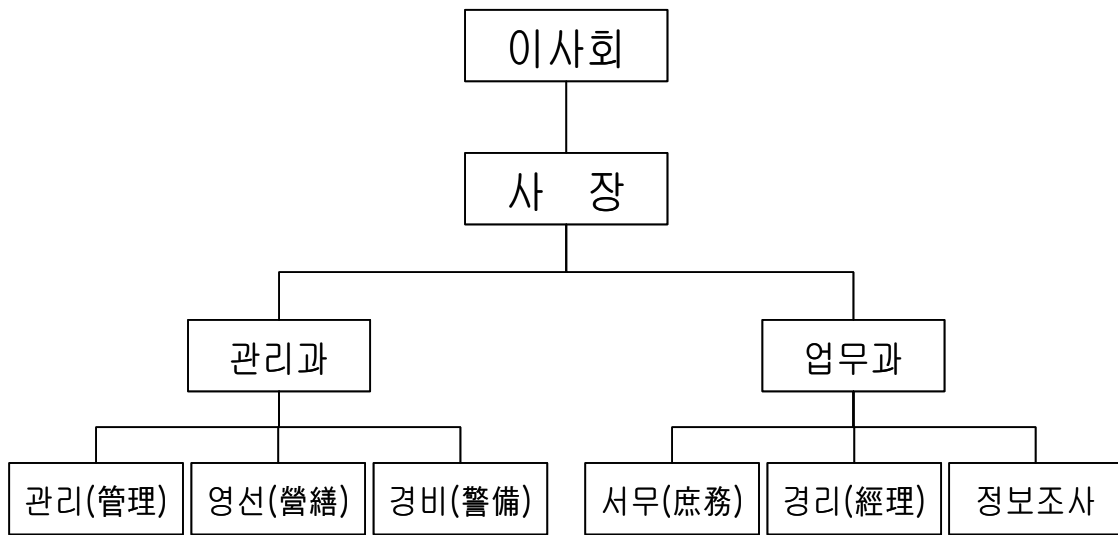 이사회
사 장
관리과
업무과
관리(管理)
영선(營繕)
경비(警備)
서무(庶務)
경리(經理)
정보조사